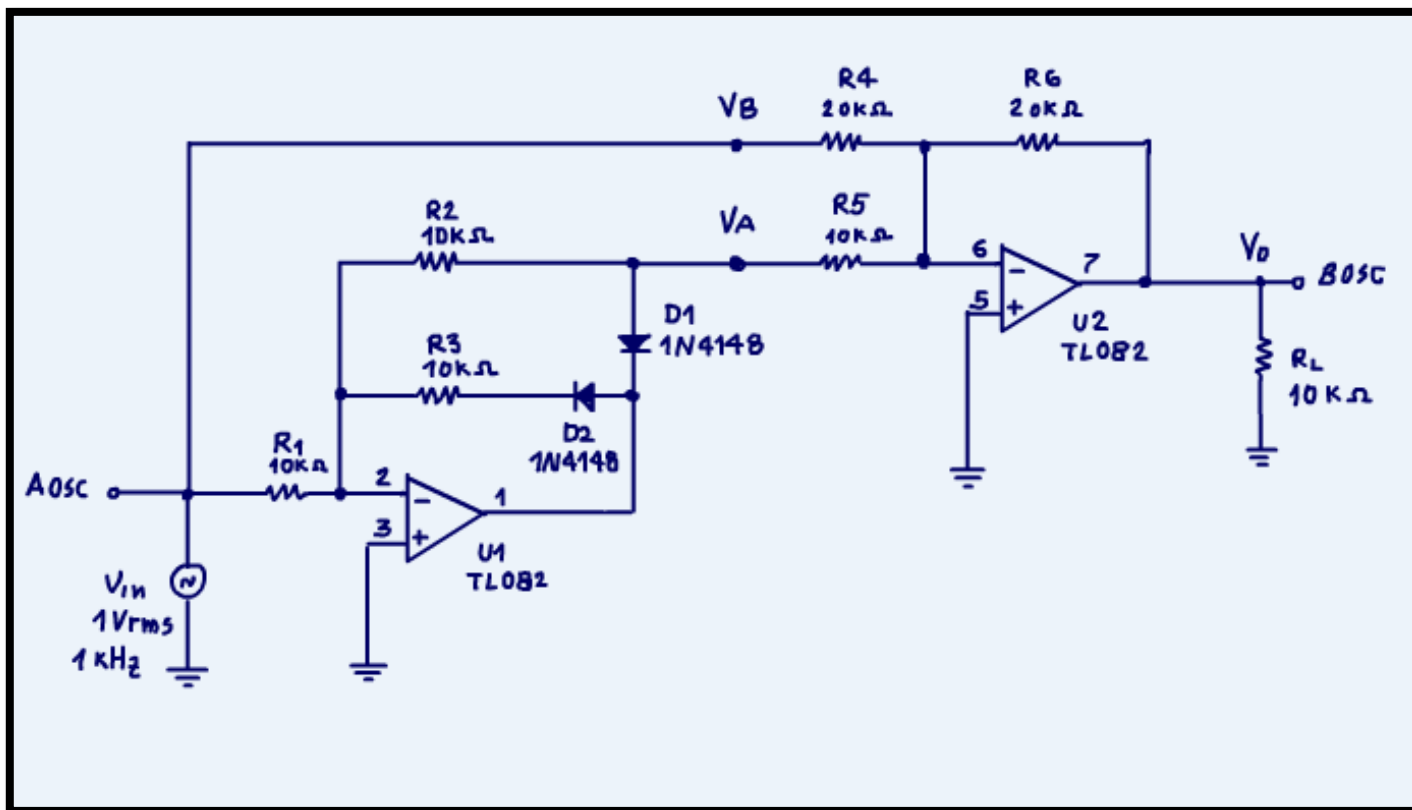 R4
20KΩ
R6
20KΩ
VB
R2
10KΩ
VA
R5
10KΩ
6
7
5
U2
TL082
Vo
BOSC
D1
1N4148
R3
10KΩ
D2
1N4148
RL
10KΩ
R1
10KΩ
AOSC
2
1
3
U1
TL082
Vin
1Vrms
1KHz